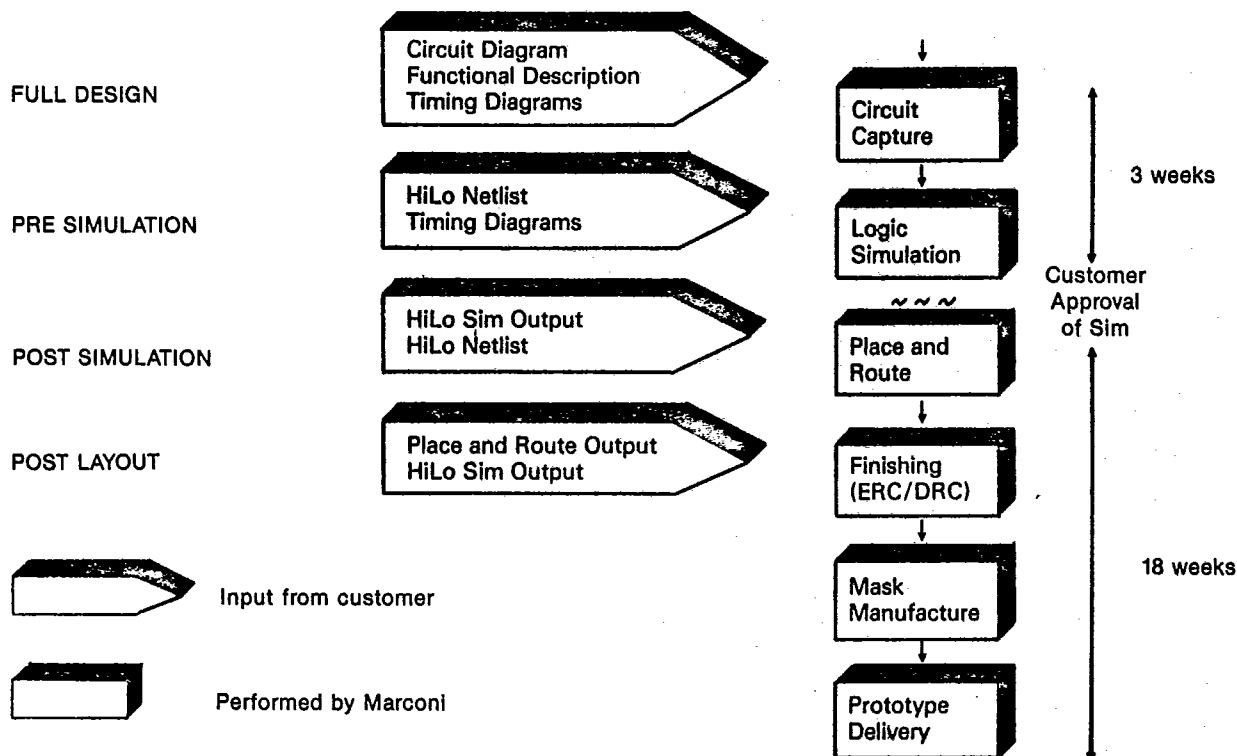 FULL DESIGN
Circuit Diagram
Functional Description
Timing Diagrams
Circuit
Capture
3 weeks
PRE SIMULATION
HiLo Netlist
Timing Diagrams
Logic
Simulation
Customer
Approval
of Sim
POST SIMULATION
HiLo Sim Output
HiLo Netlist
Place and
Route
POST LAYOUT
Place and Route Output
HiLo Sim Output
Finishing
(ERC/DRC)
18 weeks
Input from customer
Mask
Manufacture
Performed by Marconi
Prototype
Delivery